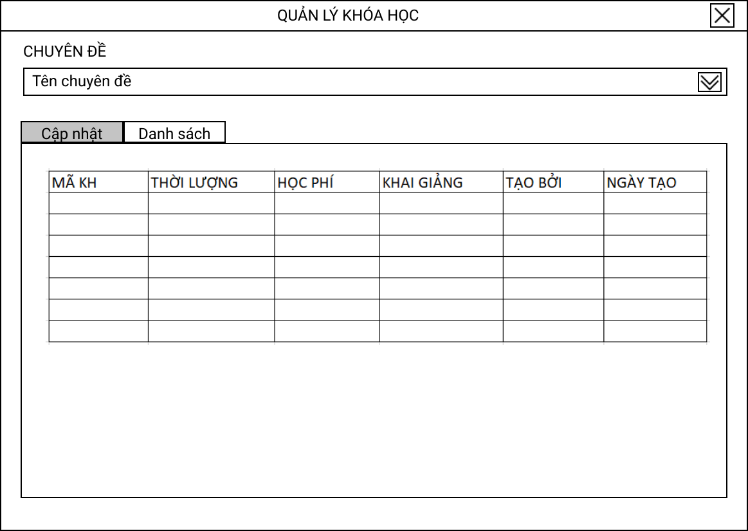 QUẢN LÝ KHÓA HỌC
CHUYÊN ĐỀ
Tên chuyên đề
Cập nhật Danh sách
MÃ KH THỜI LƯỢNG HỌC PHÍ KHAI GIẢNG TẠO BỞI NGÀY TẠO